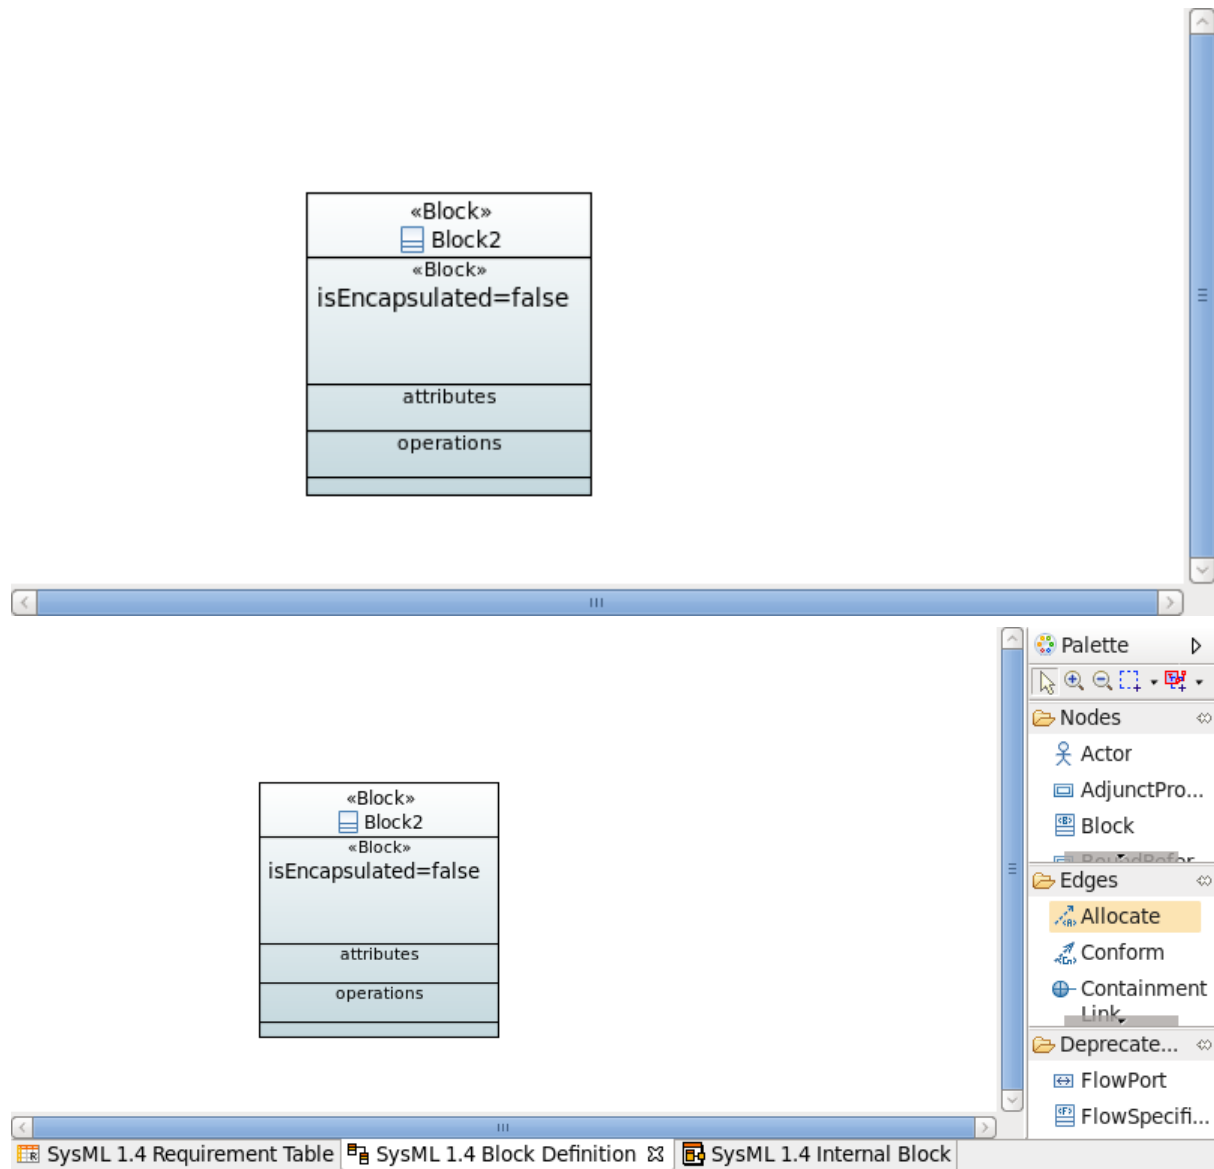 «Block»
Block2
«Block»
isEncapsulated=false
attributes
operations
Palette
Nodes
«Block»
Block2
«Block»
isEncapsulated=false
attributes
operations
Actor
AdjunctPro...
Block
Edges
Allocate
Conform
Containment
Link
Deprecate...
FlowPort
FlowSpecifi...
SysML 1.4 Requirement Table
SysML 1.4 Block Definition
SysML 1.4 Internal Block